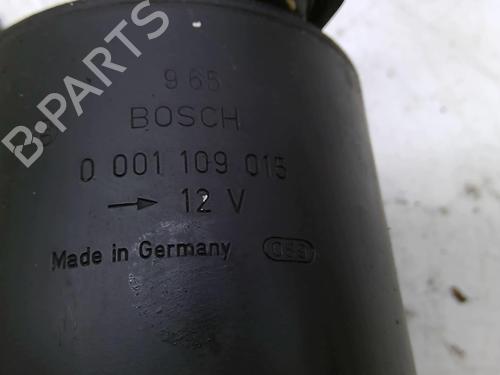 9 65
BOSCH
0 001 109 015
→ 12 V
Made in Germany
B-PARTS